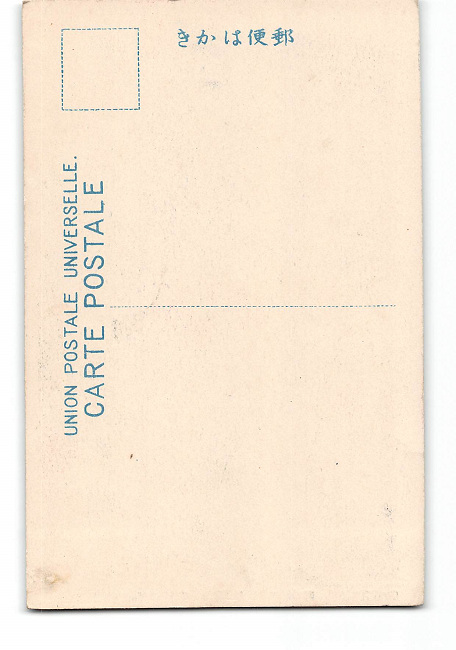 郵便はかき
UNION POSTALE UNIVERSELLE.
CARTE POSTALE